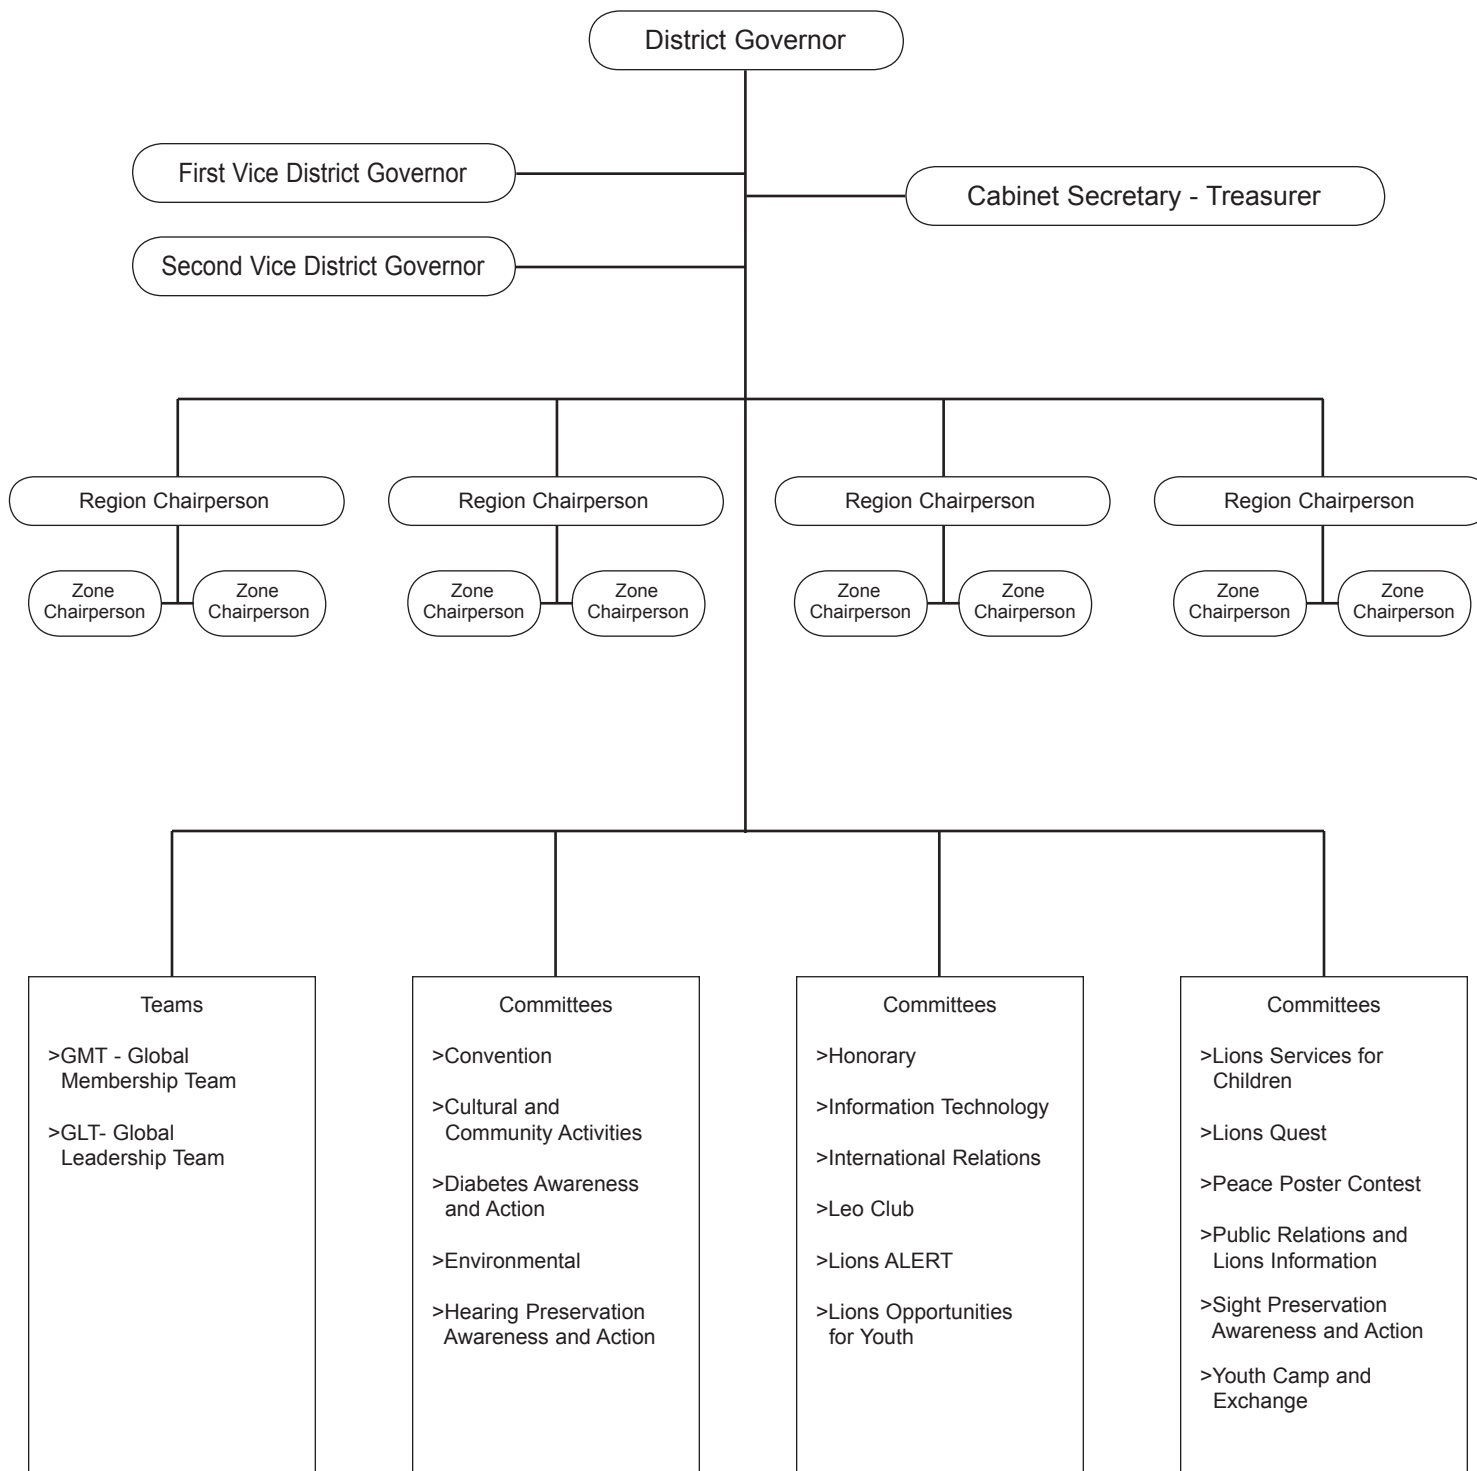 District Governor
First Vice District Governor
Cabinet Secretary - Treasurer
Second Vice District Governor
Region Chairperson
Region Chairperson
Region Chairperson
Region Chairperson
Zone
Chairperson
Zone
Chairperson
Zone
Chairperson
Zone
Chairperson
Zone
Chairperson
Zone
Chairperson
Zone
Chairperson
Zone
Chairperson
Teams
>GMT - Global
Membership Team
>GLT- Global
Leadership Team
Committees
>Convention
>Cultural and
Community Activities
>Diabetes Awareness
and Action
>Environmental
>Hearing Preservation
Awareness and Action
Committees
>Honorary
>Information Technology
>International Relations
>Leo Club
>Lions ALERT
>Lions Opportunities
for Youth
Committees
>Lions Services for
Children
>Lions Quest
>Peace Poster Contest
>Public Relations and
Lions Information
>Sight Preservation
Awareness and Action
>Youth Camp and
Exchange